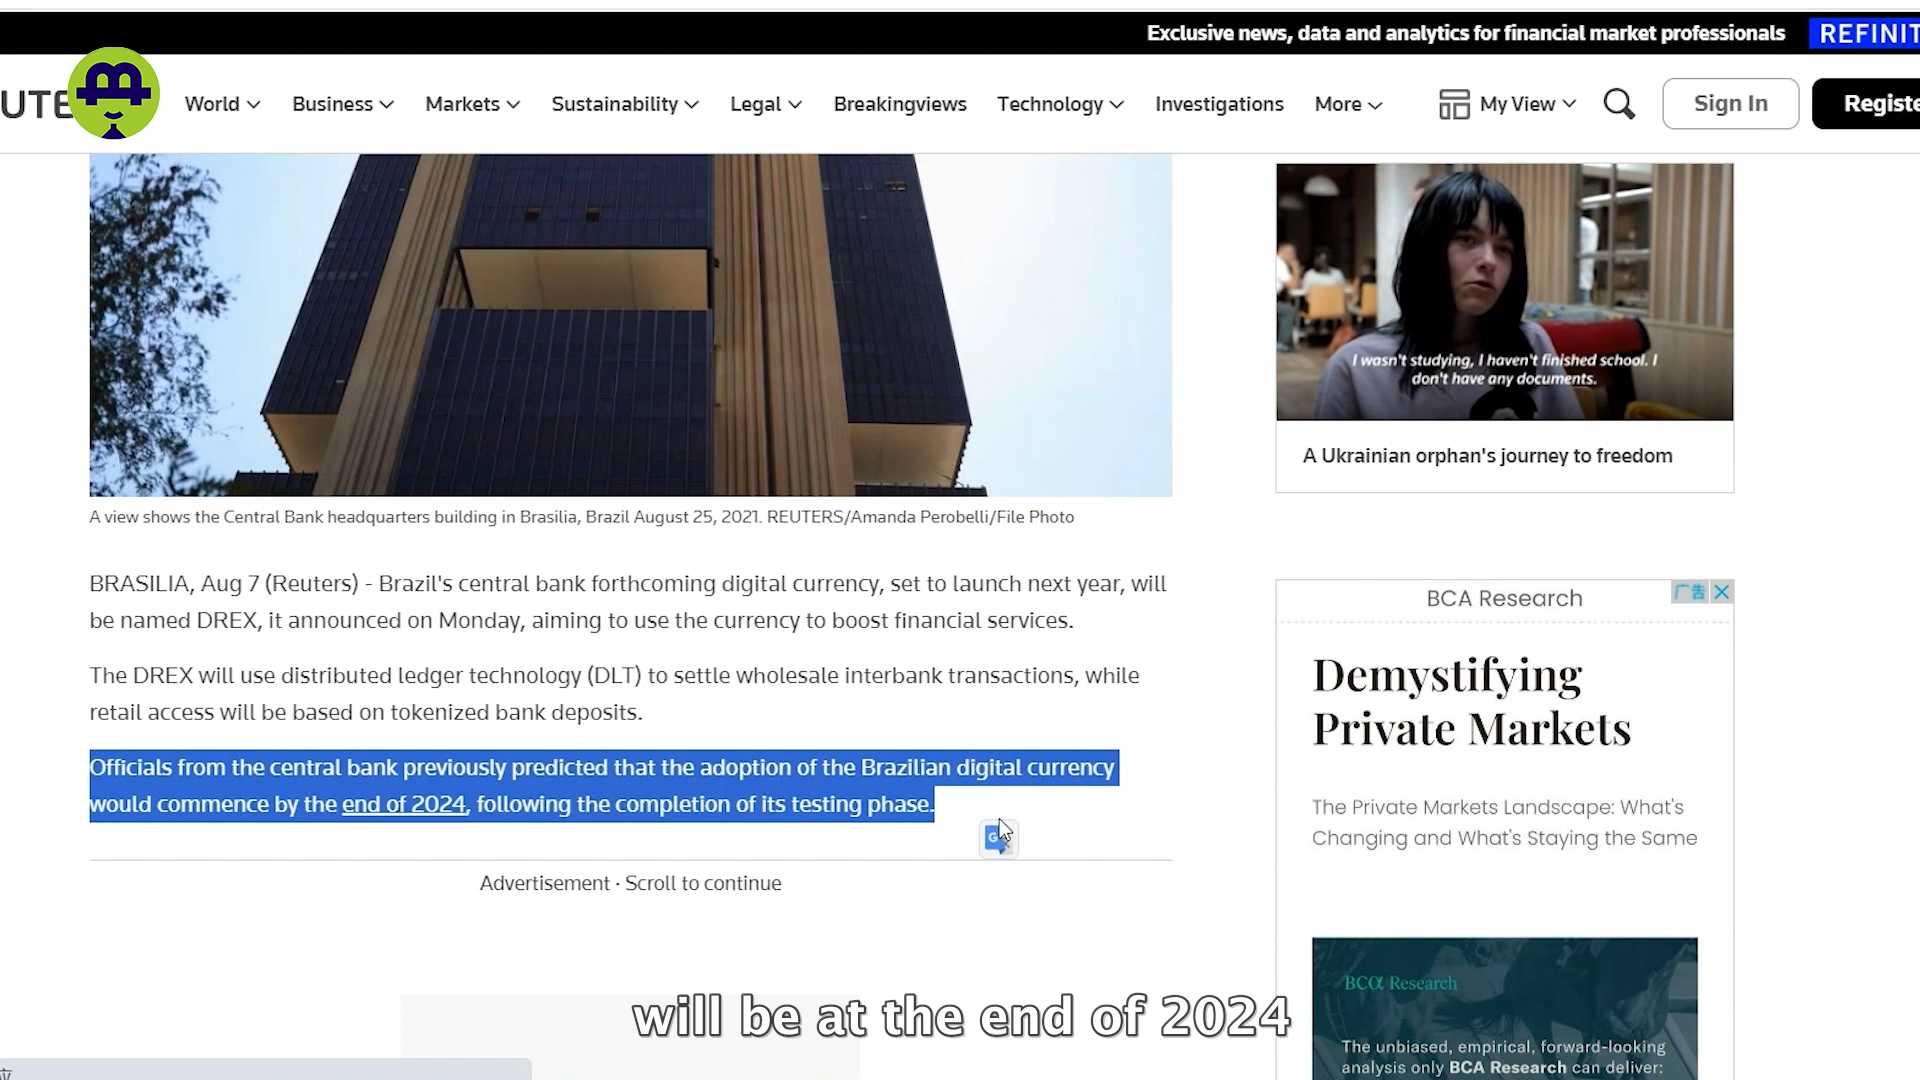 Exclusive news, data and analytics for financial market professionals
World
Business
Markets
Sustainability
Legal
Breakingviews
Technology
Investigations
More
My View
Sign In
I wasn't studying, I haven't finished school. I
don't have any documents.
A Ukrainian orphan's journey to freedom
A view shows the Central Bank headquarters building in Brasilia, Brazil August 25, 2021. REUTERS/Amanda Perobelli/File Photo
BRASILIA, Aug 7 (Reuters) - Brazil's central bank forthcoming digital currency, set to launch next year, will
be named DREX, it announced on Monday, aiming to use the currency to boost financial services.
The DREX will use distributed ledger technology (DLT) to settle wholesale interbank transactions, while
retail access will be based on tokenized bank deposits.
Officials from the central bank previously predicted that the adoption of the Brazilian digital currency
would commence by the end of 2024, following the completion of its testing phase.
Advertisement · Scroll to continue
BCA Research
广告
Demystifying
Private Markets
The Private Markets Landscape: What's
Changing and What's Staying the Same
BCα Research
The unbiased, empirical, forward-looking
analysis only BCA Research can deliver:
will be at the end of 2024